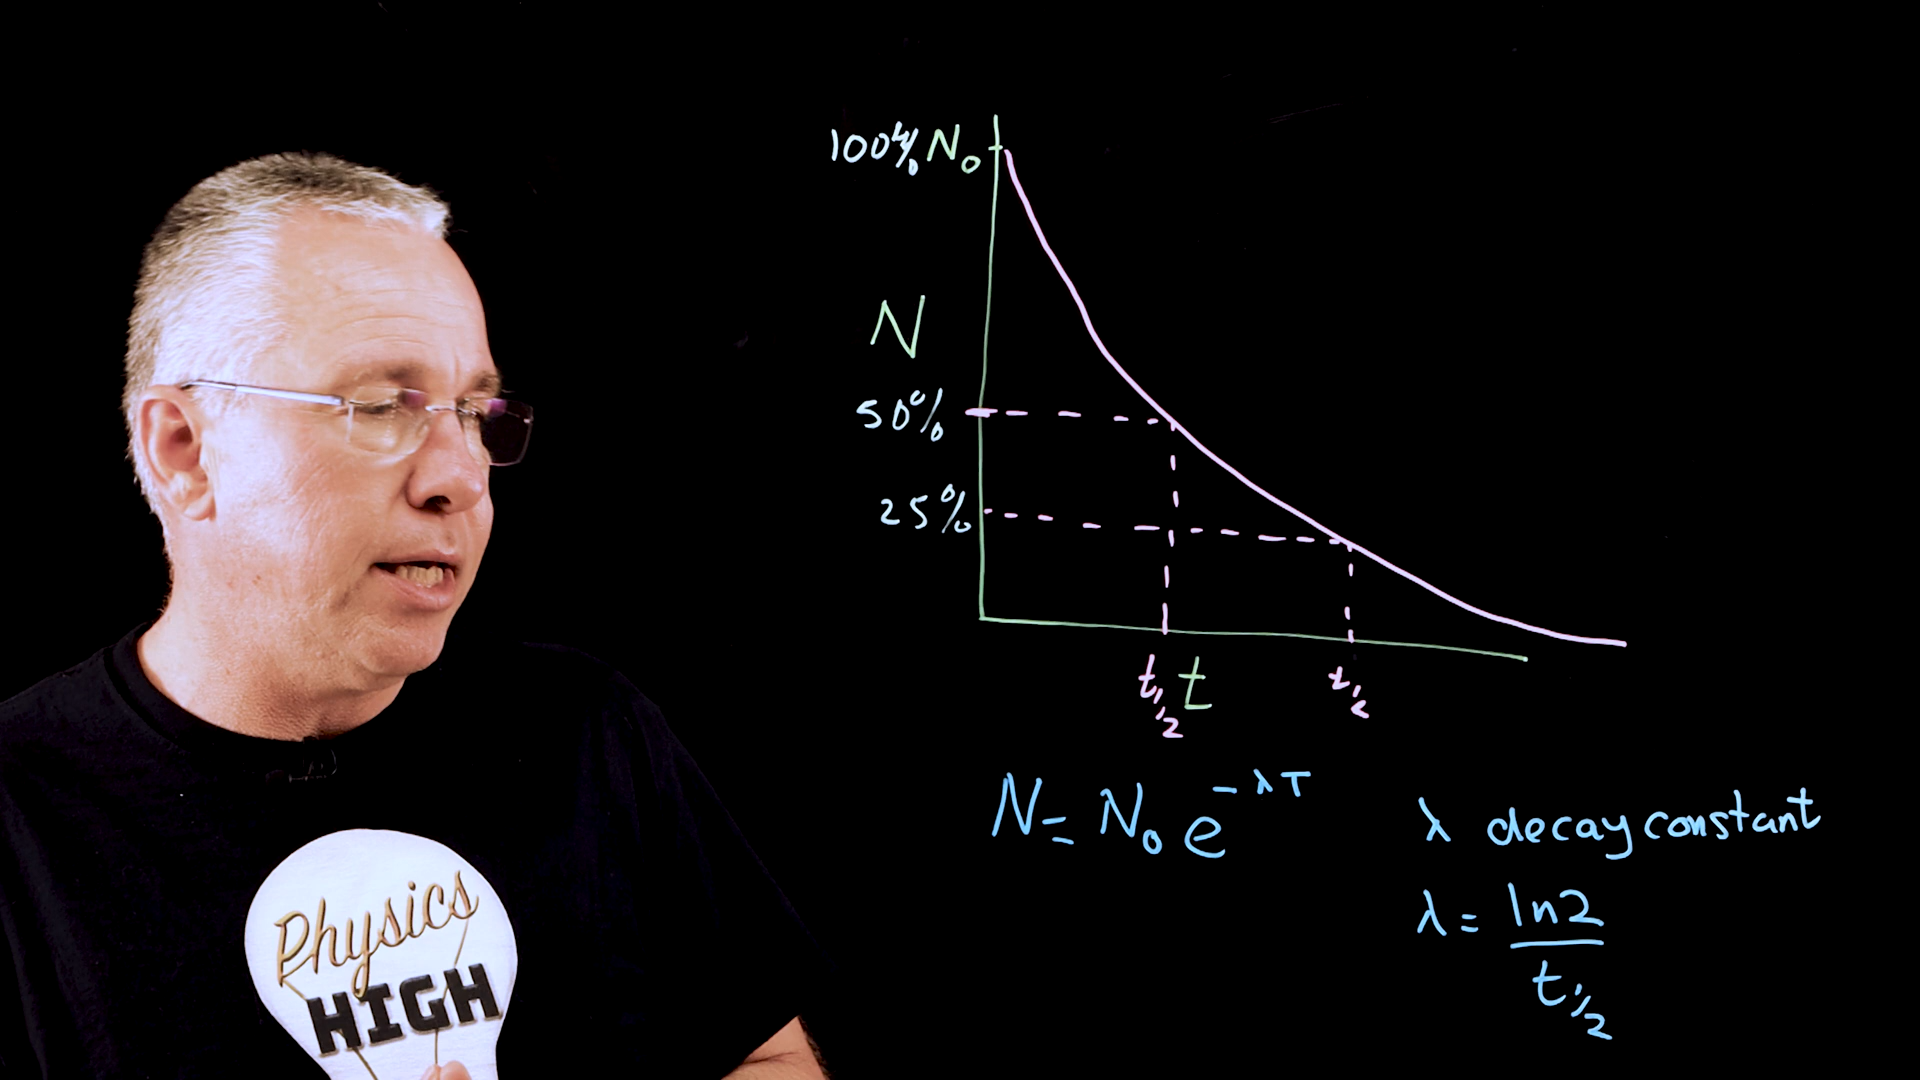 100% N₀
N
50%
25%
t½ t t½
N = N₀ e^-λT
λ decay constant
λ = ln2 / t½
Physics
HIGH